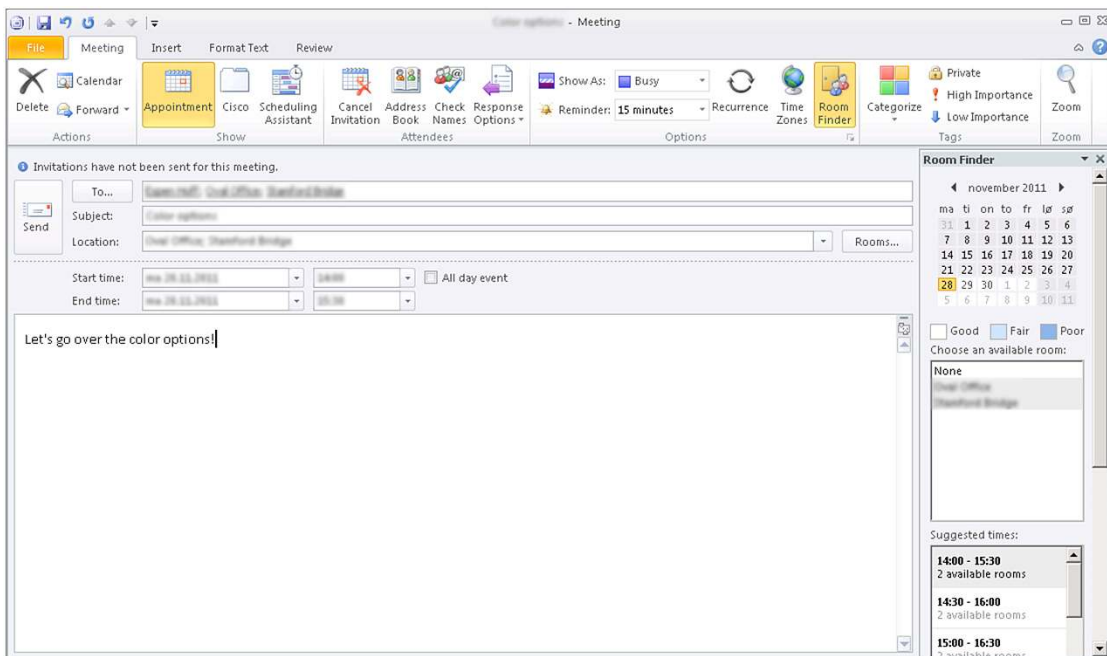 - Meeting
File Meeting Insert Format Text Review
Delete Calendar Forward Actions
Appointment Cisco Scheduling Assistant Show
Cancel Invitation Address Book Check Names Response Options Attendees
Show As: Busy Reminder: 15 minutes Recurrence Time Zones Room Finder Options
Categorize Private High Importance Low Importance Tags
Zoom Zoom
Invitations have not been sent for this meeting.
Send
To...
Subject:
Location: Rooms...
Start time: All day event
End time:
Let's go over the color options!
Room Finder
november 2011
ma ti on to fr lø sø
31 1 2 3 4 5 6
7 8 9 10 11 12 13
14 15 16 17 18 19 20
21 22 23 24 25 26 27
28 29 30 1 2 3 4
5 6 7 8 9 10 11
Good Fair Poor
Choose an available room:
None
Suggested times:
14:00 - 15:30
2 available rooms
14:30 - 16:00
2 available rooms
15:00 - 16:30
2 available rooms